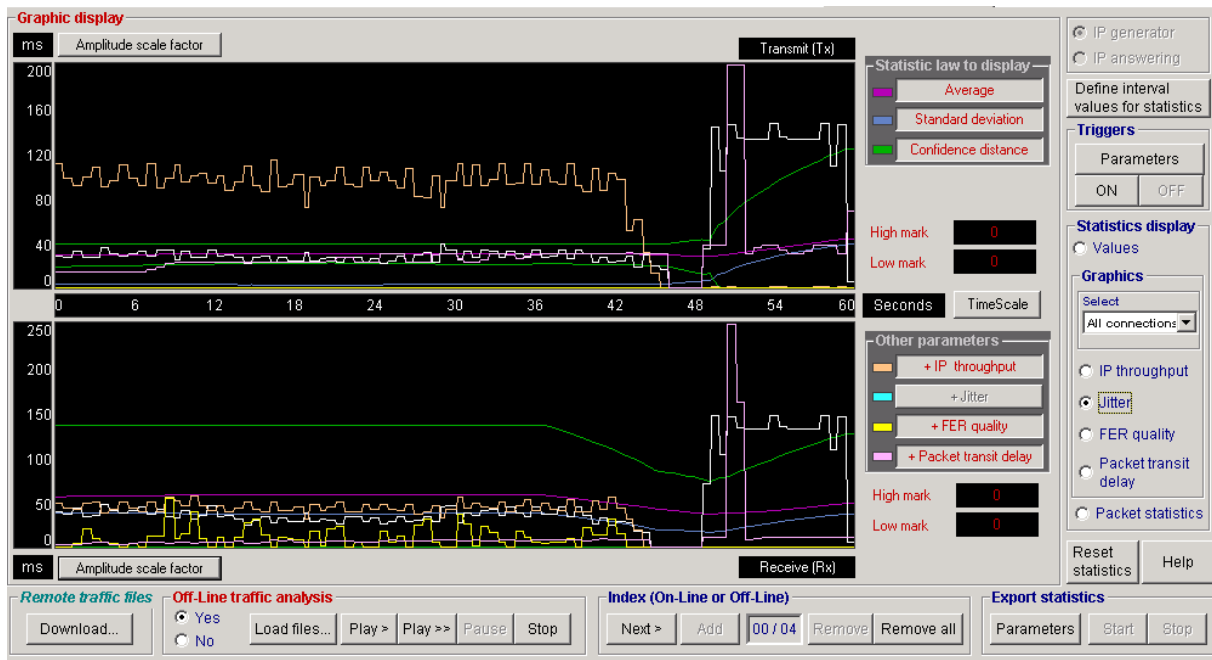 Graphic display
ms
Amplitude scale factor
Transmit (Tx)
200
160
120
80
40
0
0 6 12 18 24 30 36 42 48 54 60
Seconds
TimeScale
250
200
150
100
50
0
ms
Amplitude scale factor
Receive (Rx)
Statistic law to display
Average
Standard deviation
Confidence distance
High mark 0
Low mark 0
Other parameters
+ IP throughput
+ Jitter
+ FER quality
+ Packet transit delay
High mark 0
Low mark 0
IP generator
IP answering
Define interval
values for statistics
Triggers
Parameters
ON OFF
Statistics display
Values
Graphics
Select
All connections
IP throughput
Jitter
FER quality
Packet transit
delay
Packet statistics
Reset
statistics
Help
Remote traffic files
Download...
Off-Line traffic analysis
Yes
No
Load files... Play > Play >> Pause Stop
Index (On-Line or Off-Line)
Next > Add 00 / 04 Remove Remove all
Export statistics
Parameters Start Stop